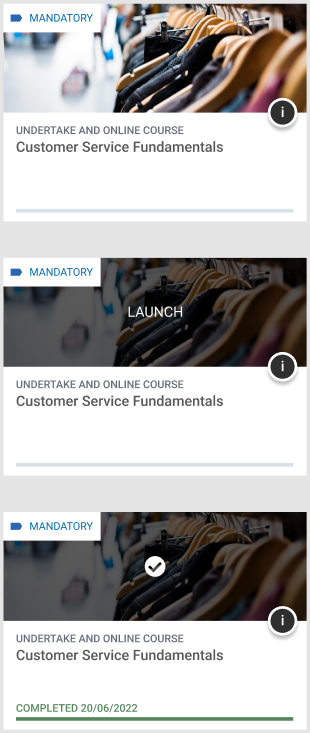 MANDATORY
i
UNDERTAKE AND ONLINE COURSE
Customer Service Fundamentals
MANDATORY
LAUNCH
i
UNDERTAKE AND ONLINE COURSE
Customer Service Fundamentals
MANDATORY
i
UNDERTAKE AND ONLINE COURSE
Customer Service Fundamentals
COMPLETED 20/06/2022